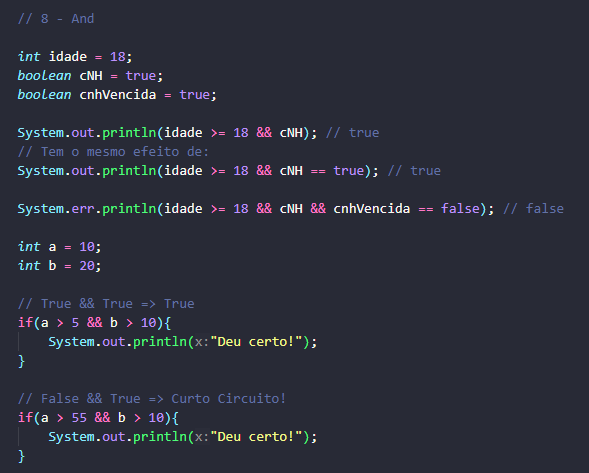 // 8 - And
int idade = 18;
boolean cNH = true;
boolean cnhVencida = true;
System.out.println(idade >= 18 && cNH); // true
// Tem o mesmo efeito de:
System.out.println(idade >= 18 && cNH == true); // true
System.err.println(idade >= 18 && cNH && cnhVencida == false); // false
int a = 10;
int b = 20;
// True && True => True
if(a > 5 && b > 10){
System.out.println(x:"Deu certo!");
}
// False && True => Curto Circuito!
if(a > 55 && b > 10){
System.out.println(x:"Deu certo!");
}